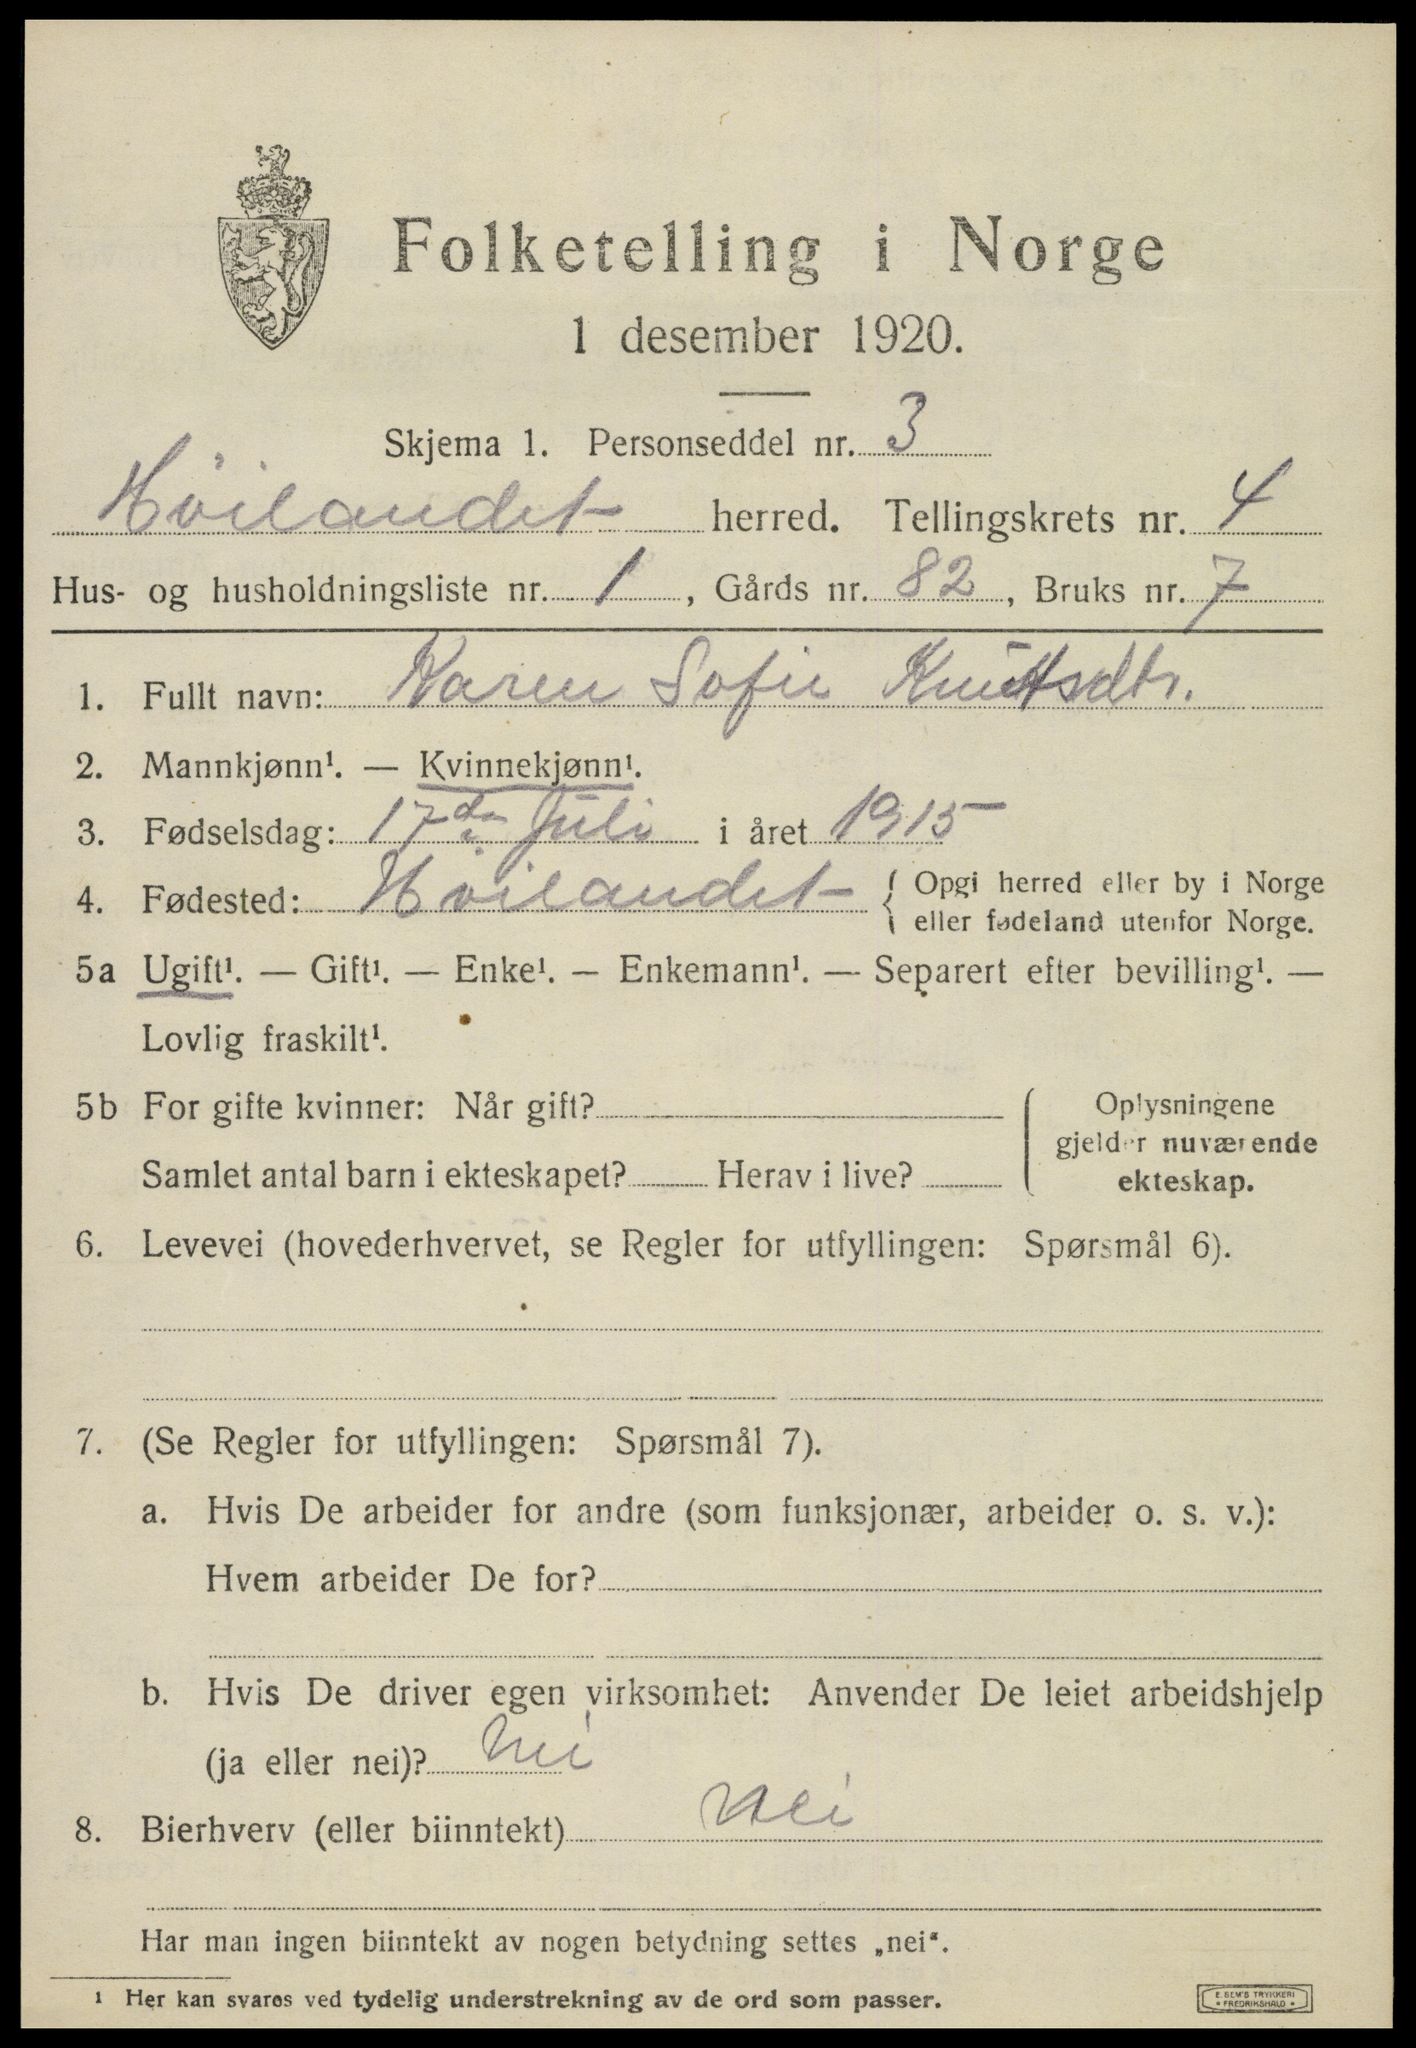 Folketelling i Norge
1 desember 1920.
Skjema 1. Personseddel nr. 3
Höilandet herred. Tellingskrets nr. 4
Hus- og husholdningsliste nr. 1, Gårds nr. 82, Bruks nr. 7
1. Fullt navn: Karen Sofie Knutsdtr.
2. Mannkjønn¹. — Kvinnekjønn¹.
3. Fødselsdag: 17de Juli i året 1915
4. Fødested: Höilandet { Opgi herred eller by i Norge
eller fødeland utenfor Norge.
5a Ugift¹. — Gift¹. — Enke¹. — Enkemann¹. — Separert efter bevilling¹. —
Lovlig fraskilt¹.
5b For gifte kvinner: Når gift?
Samlet antal barn i ekteskapet? Herav i live?
Oplysningene
gjelder nuværende
ekteskap.
6. Levevei (hovederhvervet, se Regler for utfyllingen: Spørsmål 6).
7. (Se Regler for utfyllingen: Spørsmål 7).
a. Hvis De arbeider for andre (som funksjonær, arbeider o. s. v.):
Hvem arbeider De for?
b. Hvis De driver egen virksomhet: Anvender De leiet arbeidshjelp
(ja eller nei)? Nei
8. Bierhverv (eller biinntekt) Nei
Har man ingen biinntekt av nogen betydning settes „nei“.
¹ Her kan svares ved tydelig understrekning av de ord som passer.
E. SEM'S TRYKKERI
• FREDRIKSHALD •